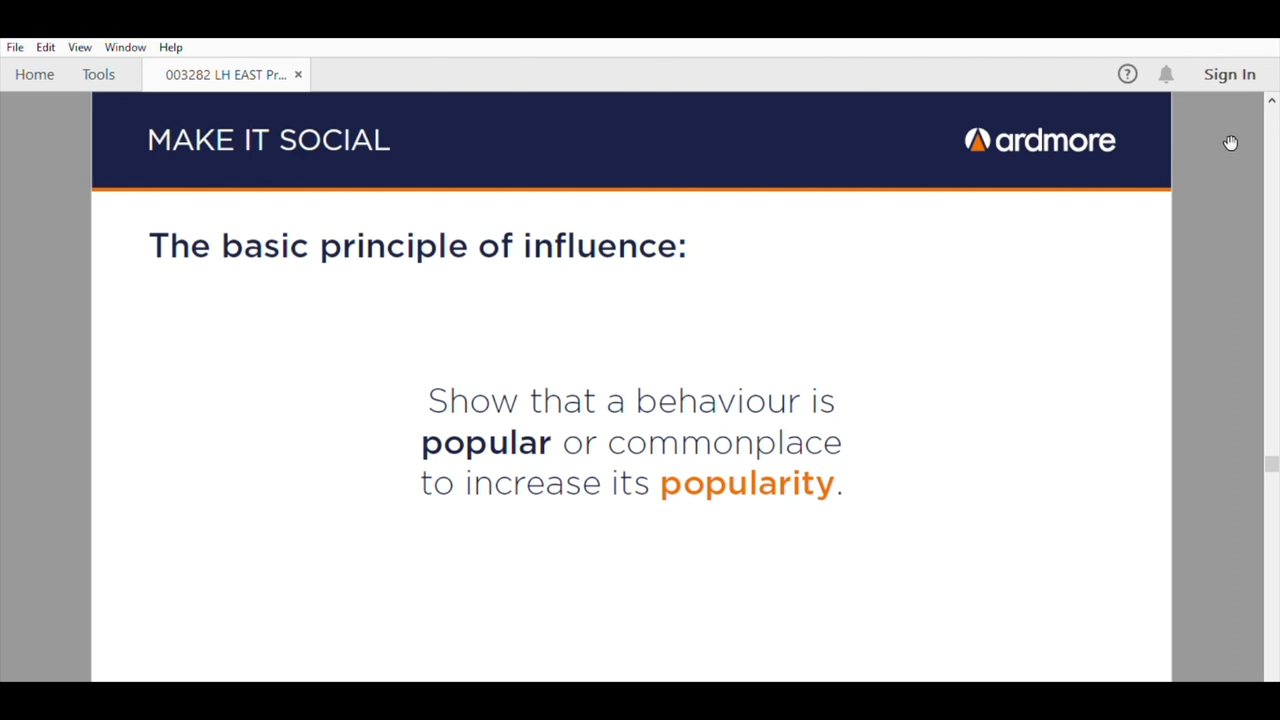 File Edit View Window Help
Home Tools 003282 LH EAST Pr... × ? Sign In
MAKE IT SOCIAL
ardmore
The basic principle of influence:
Show that a behaviour is
popular or commonplace
to increase its popularity.